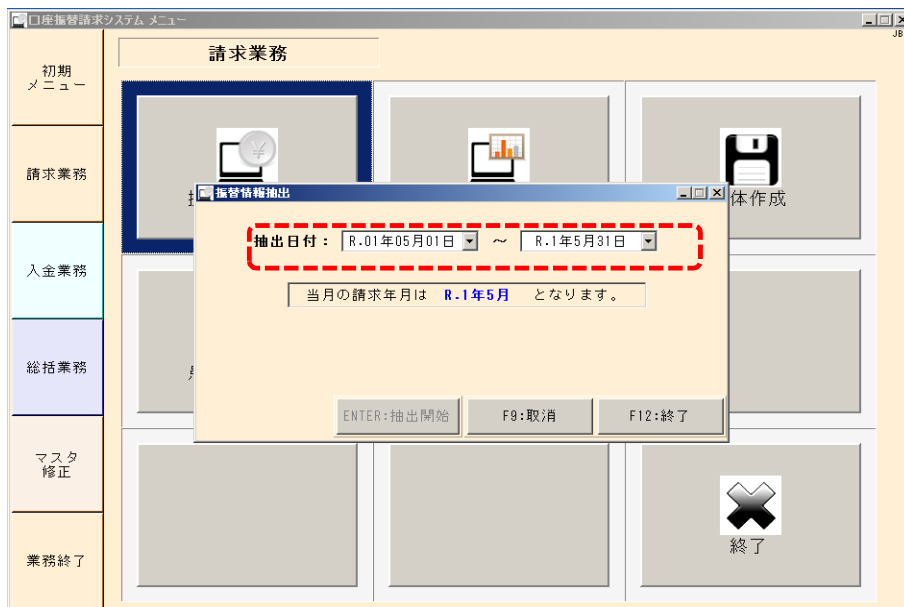 口座振替請求システム メニュー
JB
初期
メニュー
請求業務
入金業務
総括業務
マスタ
修正
業務終了
請求業務
体作成
振替情報抽出
抽出日付： R.01年05月01日 ～ R.1年5月31日
当月の請求年月は R.1年5月 となります。
ENTER:抽出開始 F9:取消 F12:終了
終了